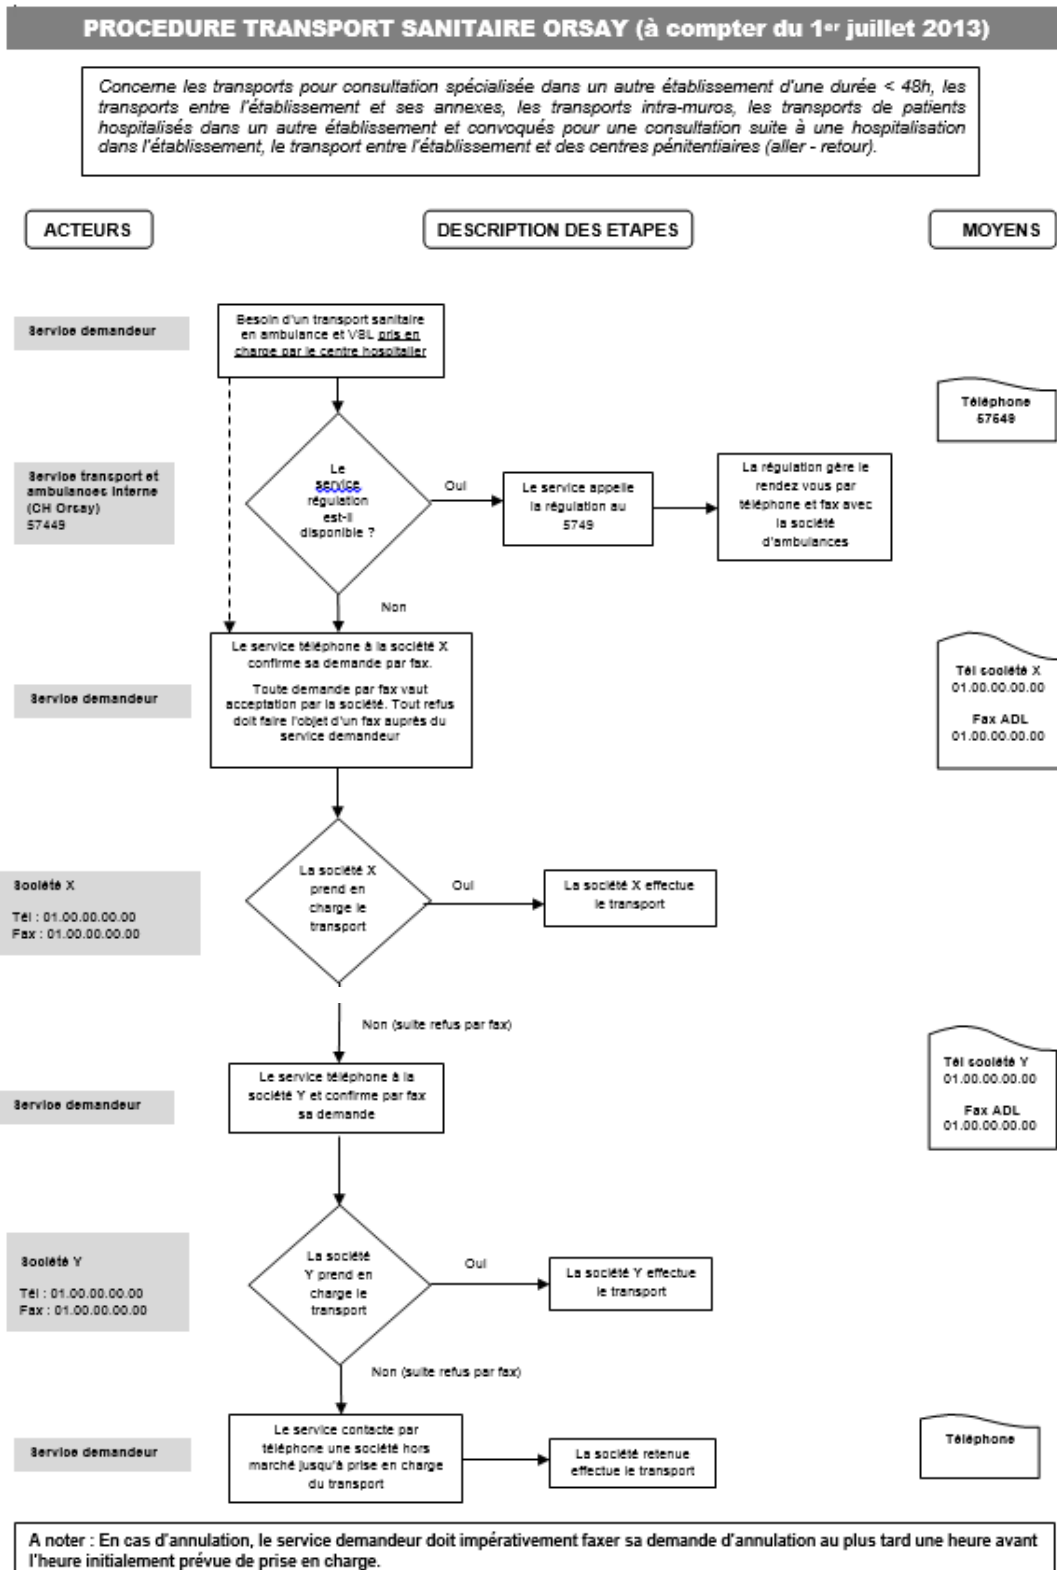 PROCEDURE TRANSPORT SANITAIRE ORSAY (à compter du 1er juillet 2013)
Concerne les transports pour consultation spécialisée dans un autre établissement d'une durée < 48h, les
transports entre l'établissement et ses annexes, les transports intra-muros, les transports de patients
hospitalisés dans un autre établissement et convoqués pour une consultation suite à une hospitalisation
dans l'établissement, le transport entre l'établissement et des centres pénitentiaires (aller - retour).
ACTEURS
DESCRIPTION DES ETAPES
MOYENS
Service demandeur
Besoin d'un transport sanitaire
en ambulance et VSL pris en
charge par le centre hospitalier
Téléphone
57649
Service transport et
ambulances interne
(CH Orsay)
57449
Le
service
régulation
est-il
disponible ?
Oui
Le service appelle
la régulation au
5749
La régulation gère le
rendez vous par
téléphone et fax avec
la société
d'ambulances
Non
Service demandeur
Le service téléphone à la société X
confirme sa demande par fax.
Toute demande par fax vaut
acceptation par la société. Tout refus
doit faire l'objet d'un fax auprès du
service demandeur
Tél société X
01.00.00.00.00
Fax ADL
01.00.00.00.00
Société X
Tél : 01.00.00.00.00
Fax : 01.00.00.00.00
La société X
prend en
charge le
transport
Oui
La société X effectue
le transport
Non (suite refus par fax)
Service demandeur
Le service téléphone à la
société Y et confirme par fax
sa demande
Tél société Y
01.00.00.00.00
Fax ADL
01.00.00.00.00
Société Y
Tél : 01.00.00.00.00
Fax : 01.00.00.00.00
La société
Y prend en
charge le
transport
Oui
La société Y effectue
le transport
Non (suite refus par fax)
Service demandeur
Le service contacte par
téléphone une société hors
marché jusqu'à prise en charge
du transport
La société retenue
effectue le transport
Téléphone
A noter : En cas d'annulation, le service demandeur doit impérativement faxer sa demande d'annulation au plus tard une heure avant
l'heure initialement prévue de prise en charge.